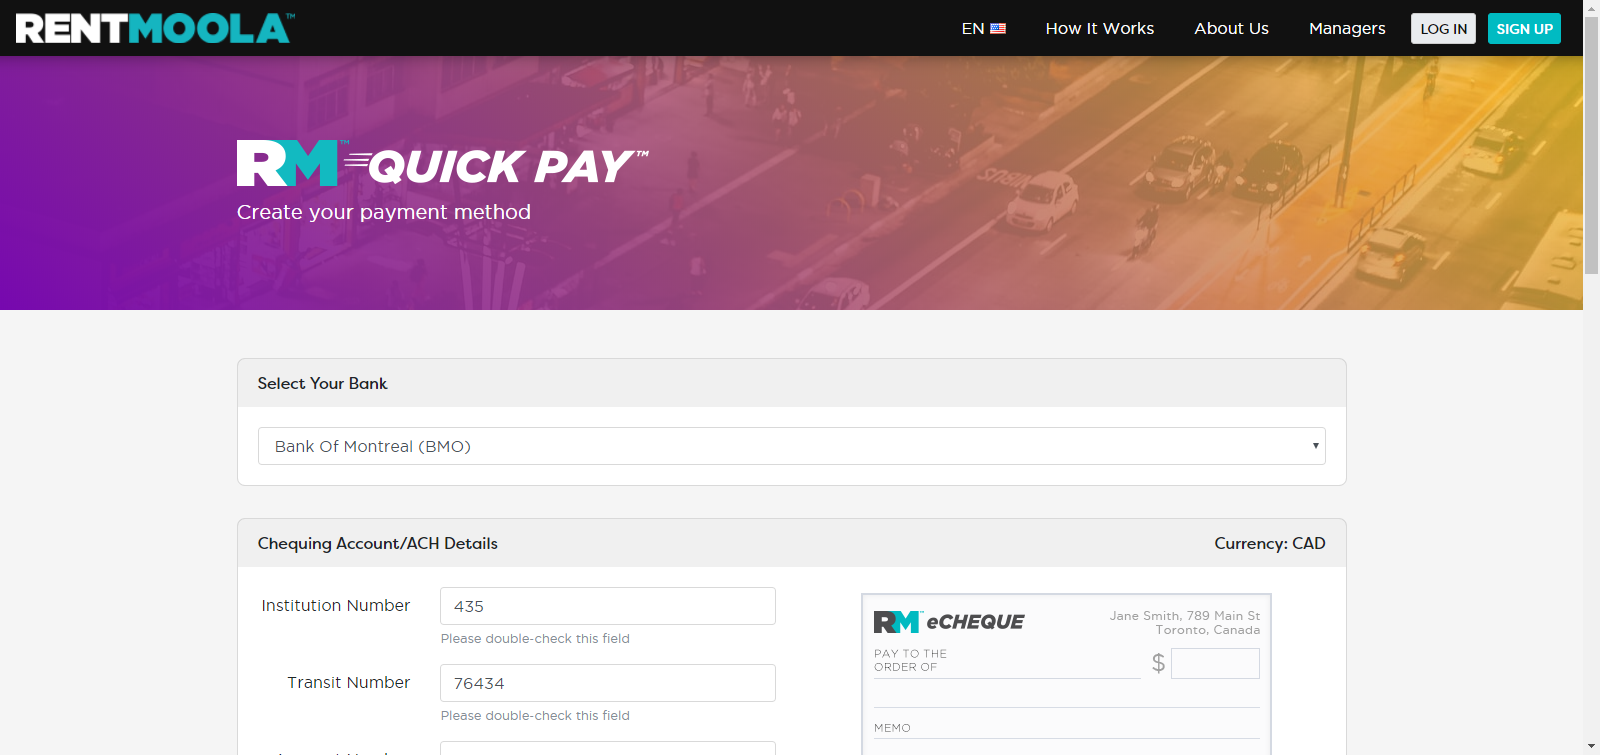 RENTMOOLA™
EN
How It Works
About Us
Managers
LOG IN
SIGN UP
RM™ QUICK PAY™
Create your payment method
Select Your Bank
Bank Of Montreal (BMO)
Chequing Account/ACH Details
Currency: CAD
Institution Number
435
Please double-check this field
Transit Number
76434
Please double-check this field
RM™ eCHEQUE
Jane Smith, 789 Main St
Toronto, Canada
PAY TO THE
ORDER OF
$
MEMO